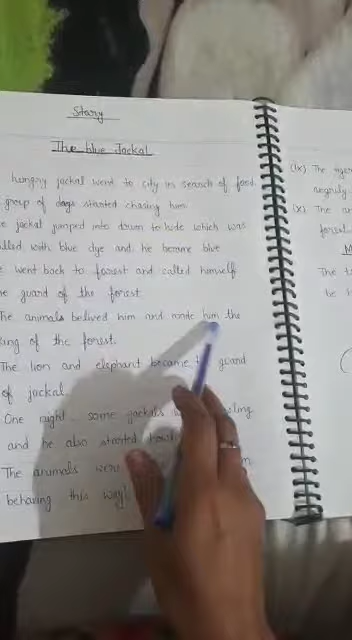 Story
The blue Jackal
hungry jackal went to city in search of food.
group of dogs started chasing him.
jackal jumped into to hide which was
with blue dye and he became blue
went back to forest and called himself
guard of the forest.
The animals belived him and made him the
of the forest.
The lion and elephant became guard
of jackal.
One night some jackals
and he also started
The animals were
behaving this way!
(ix) The
angrily
(x) The
forest
The
he